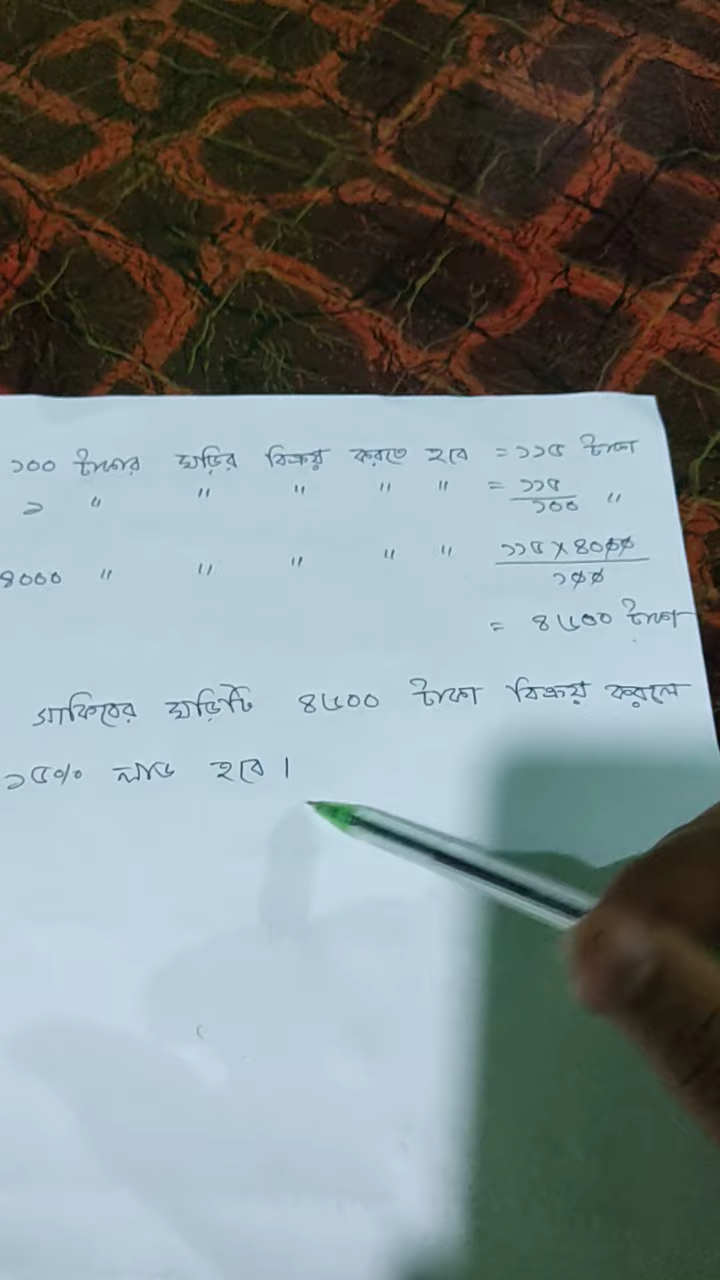 ১০০ টাকার ঘড়ির বিক্রয় করতে হবে = ১১৫ টাকা
১ " " " " " = ১১৫/১০০ "
৪০০০ " " " " " ১১৫ X ৪০০০/১০০
= ৪৬০০ টাকা
সাকিবের ঘড়িটি ৪৬০০ টাকা বিক্রয় করলে
১৫% লাভ হবে।